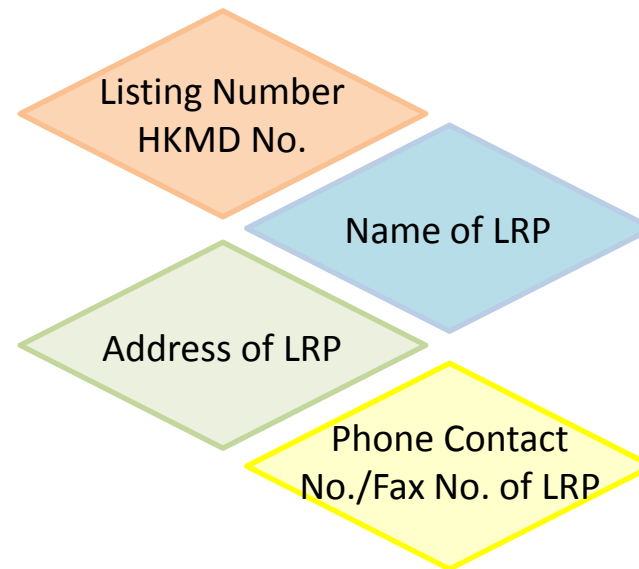 Listing Number
HKMD No.
Name of LRP
Address of LRP
Phone Contact
No./Fax No. of LRP